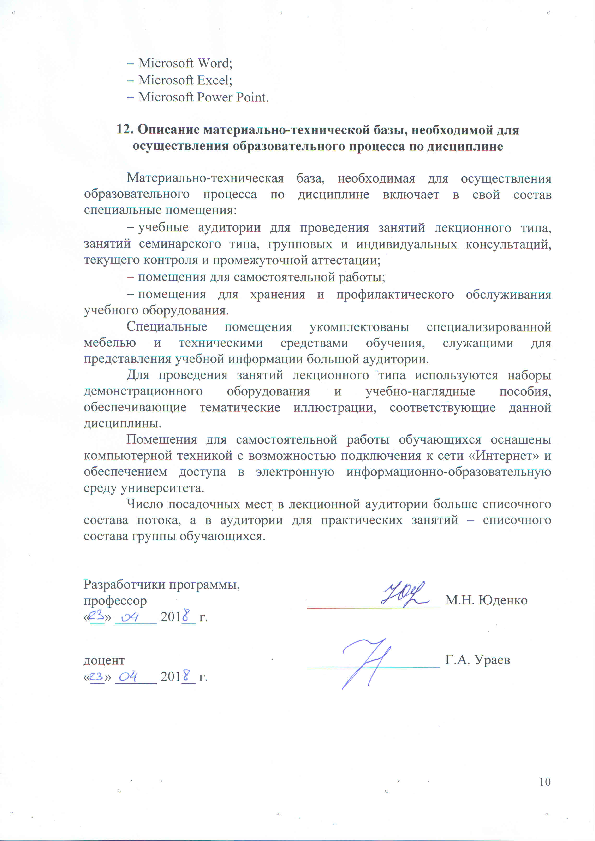 – Microsoft Word;
– Microsoft Excel;
– Microsoft Power Point.
12. Описание материально-технической базы, необходимой для
осуществления образовательного процесса по дисциплине
Материально-техническая база, необходимая для осуществления
образовательного процесса по дисциплине включает в свой состав
специальные помещения:
– учебные аудитории для проведения занятий лекционного типа,
занятий семинарского типа, групповых и индивидуальных консультаций,
текущего контроля и промежуточной аттестации;
– помещения для самостоятельной работы;
– помещения для хранения и профилактического обслуживания
учебного оборудования.
Специальные помещения укомплектованы специализированной
мебелью и техническими средствами обучения, служащими для
представления учебной информации большой аудитории.
Для проведения занятий лекционного типа используются наборы
демонстрационного оборудования и учебно-наглядные пособия,
обеспечивающие тематические иллюстрации, соответствующие данной
дисциплины.
Помещения для самостоятельной работы обучающихся оснащены
компьютерной техникой с возможностью подключения к сети «Интернет» и
обеспечением доступа в электронную информационно-образовательную
среду университета.
Число посадочных мест в лекционной аудитории больше списочного
состава потока, а в аудитории для практических занятий – списочного
состава группы обучающихся.
Разработчики программы,
профессор М.Н. Юденко
«23» 04 2018 г.
доцент Г.А. Ураев
«23» 04 2018 г.
10